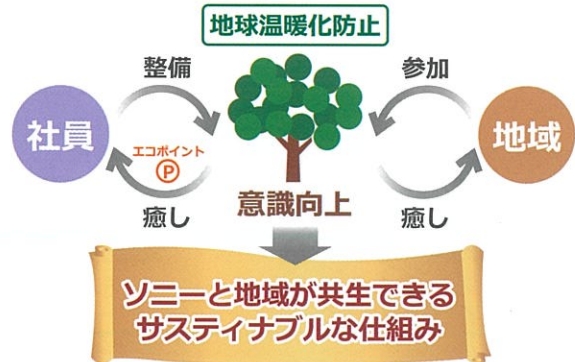 地球温暖化防止
整備
参加
社員
地域
エコポイント
P
癒し
意識向上
癒し
ソニーと地域が共生できる
サスティナブルな仕組み